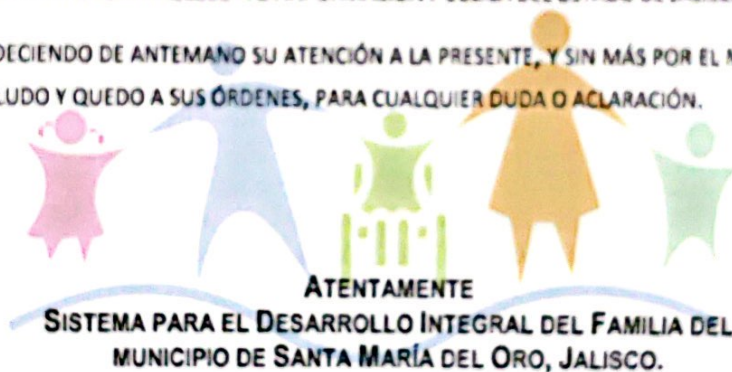 DECIENDO DE ANTEMANO SU ATENCIÓN A LA PRESENTE, Y SIN MÁS POR EL M
LUDO Y QUEDO A SUS ÓRDENES, PARA CUALQUIER DUDA O ACLARACIÓN.
ATENTAMENTE
SISTEMA PARA EL DESARROLLO INTEGRAL DEL FAMILIA DEL
MUNICIPIO DE SANTA MARÍA DEL ORO, JALISCO.